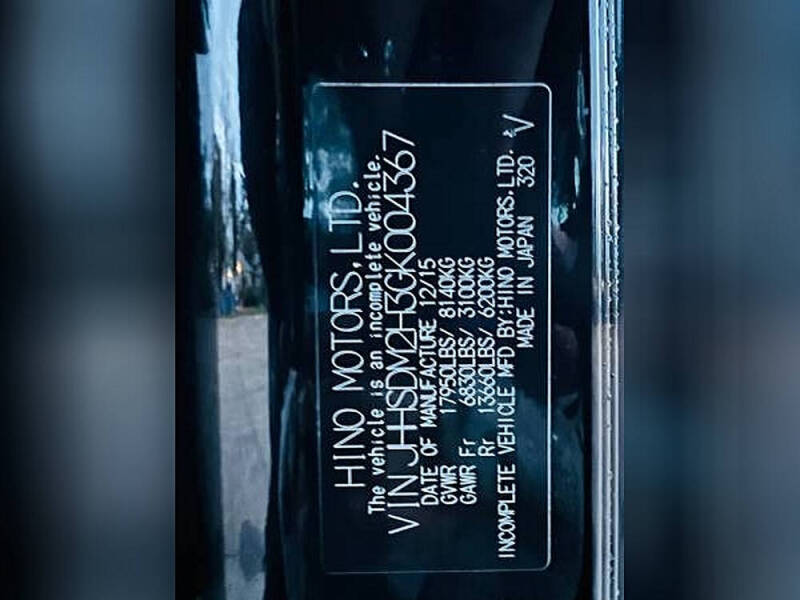 HINO MOTORS, LTD.
The vehicle is an incomplete vehicle.
VIN JHHSDM2H3GK004367
DATE OF MANUFACTURE 12/15
GVWR 17950LBS/ 8140KG
GAWR Fr 6830LBS/ 3100KG
Rr 13660LBS/ 6200KG
INCOMPLETE VEHICLE MFD BY:HINO MOTORS, LTD.
MADE IN JAPAN 320